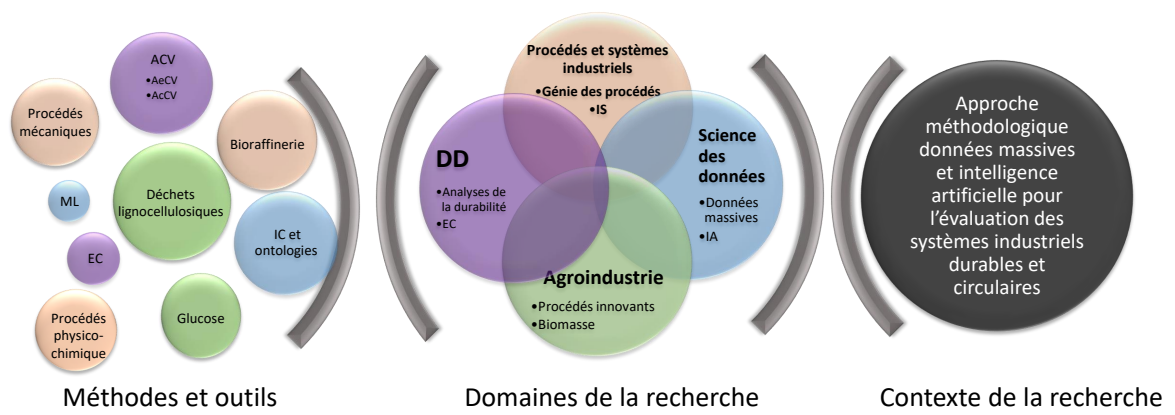 ACV
•AeCV
•AcCV
Procédés
mécaniques
Bioraffinerie
ML
Déchets
lignocellulosiques
IC et
ontologies
EC
Procédés
physico-
chimique
Glucose
Méthodes et outils
Procédés et systèmes
industriels
•Génie des procédés
•IS
DD
•Analyses de
la durabilité
•EC
Science
des
données
•Données
massives
•IA
Agroindustrie
•Procédés innovants
•Biomasse
Domaines de la recherche
Approche
méthodologique
données massives
et intelligence
artificielle pour
l'évaluation des
systèmes industriels
durables et
circulaires
Contexte de la recherche